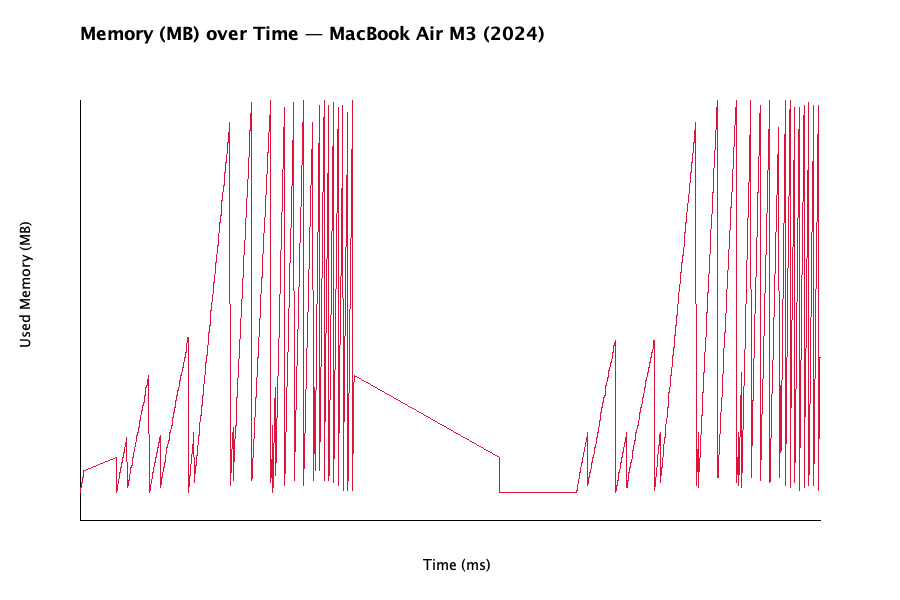 Memory (MB) over Time — MacBook Air M3 (2024)
Used Memory (MB)
Time (ms)